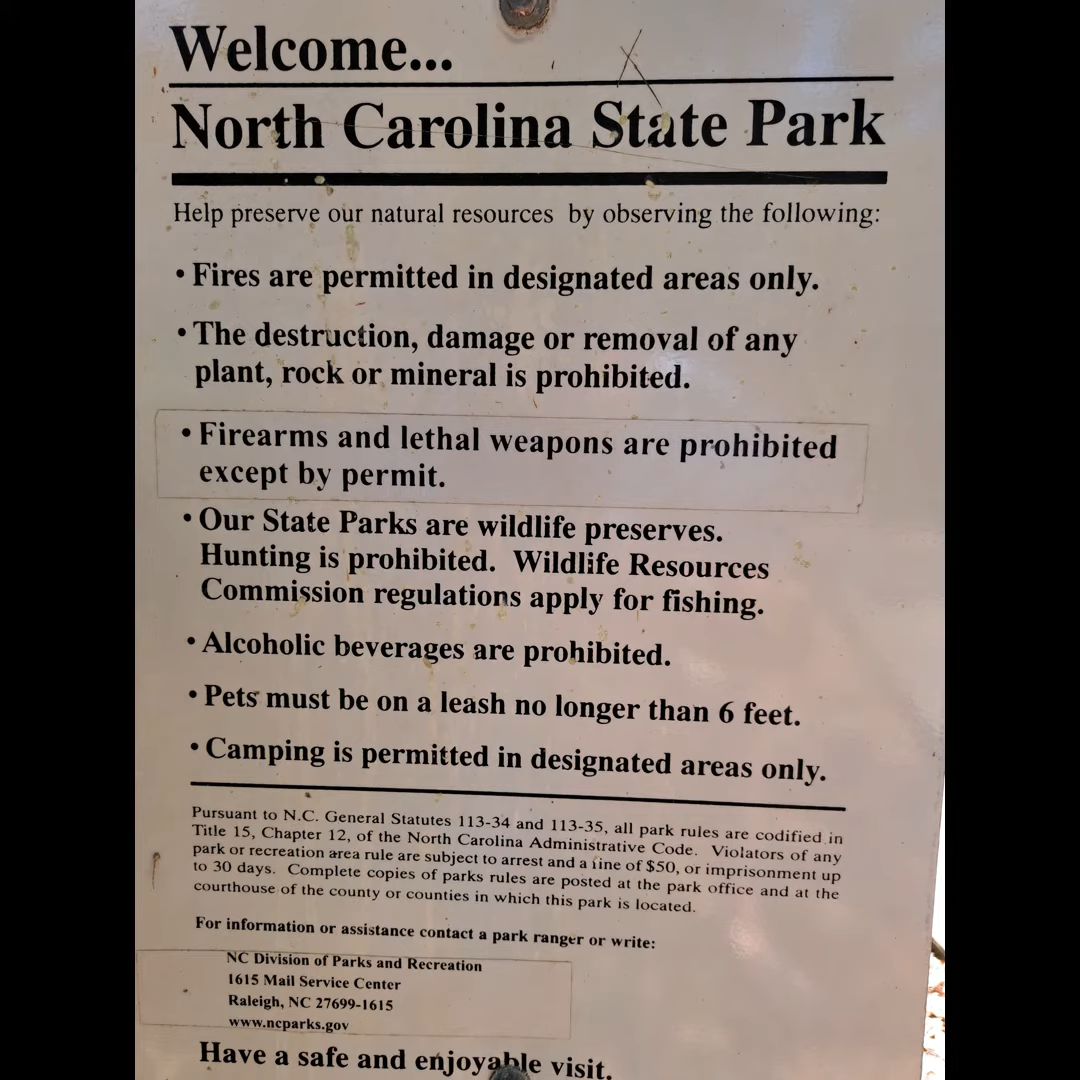 Welcome...
North Carolina State Park
Help preserve our natural resources by observing the following:
• Fires are permitted in designated areas only.
• The destruction, damage or removal of any
plant, rock or mineral is prohibited.
• Firearms and lethal weapons are prohibited
except by permit.
• Our State Parks are wildlife preserves.
Hunting is prohibited. Wildlife Resources
Commission regulations apply for fishing.
• Alcoholic beverages are prohibited.
• Pets must be on a leash no longer than 6 feet.
• Camping is permitted in designated areas only.
Pursuant to N.C. General Statutes 113-34 and 113-35, all park rules are codified in
Title 15, Chapter 12, of the North Carolina Administrative Code. Violators of any
park or recreation area rule are subject to arrest and a fine of $50, or imprisonment up
to 30 days. Complete copies of parks rules are posted at the park office and at the
courthouse of the county or counties in which this park is located.
For information or assistance contact a park ranger or write:
NC Division of Parks and Recreation
1615 Mail Service Center
Raleigh, NC 27699-1615
www.ncparks.gov
Have a safe and enjoyable visit.